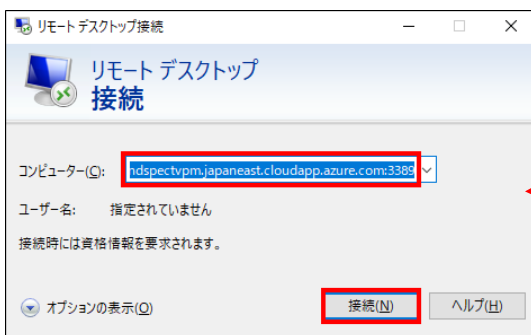 リモート デスクトップ接続
リモート デスクトップ
接続
コンピューター(C): ndspectvpm.japaneast.cloudapp.azure.com:3389
ユーザー名: 指定されていません
接続時には資格情報を要求されます。
オプションの表示(O) 接続(N) ヘルプ(H)